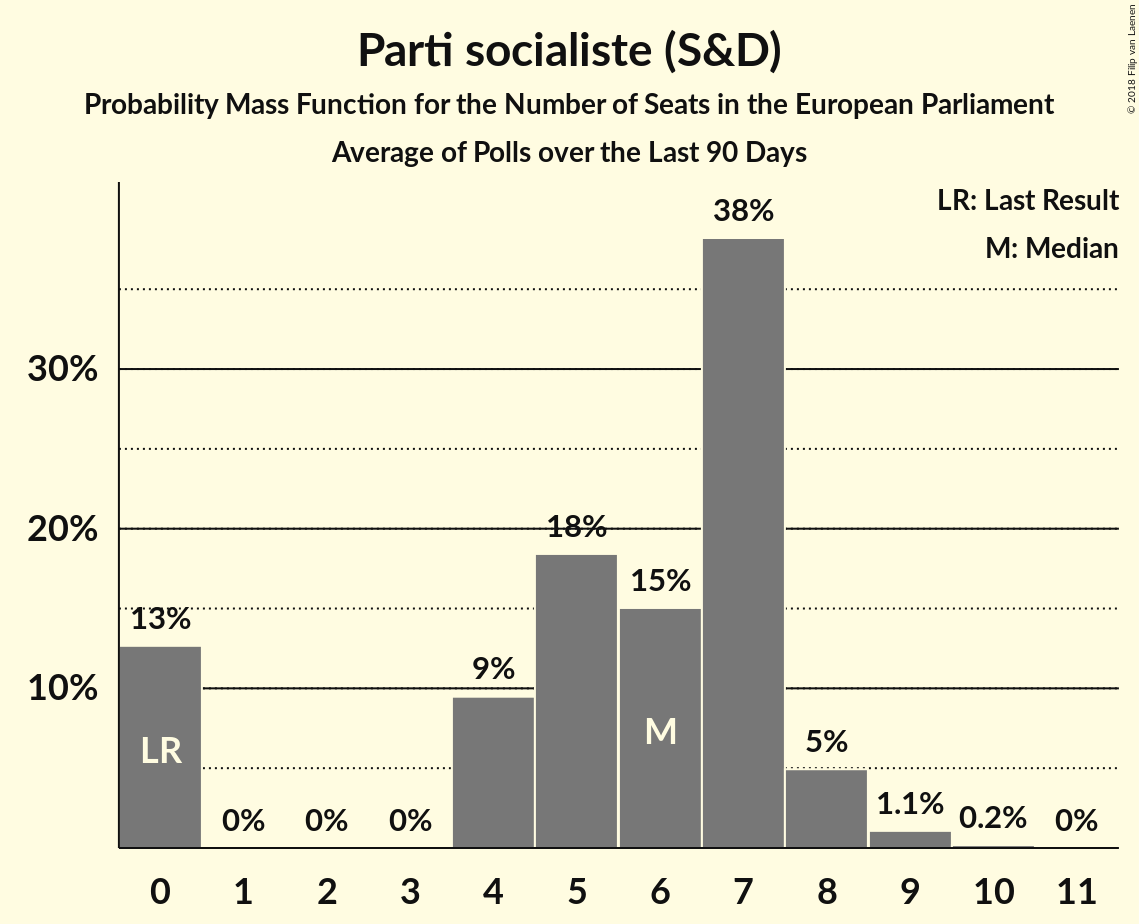 Parti socialiste (S&D)
Probability Mass Function for the Number of Seats in the European Parliament
Average of Polls over the Last 90 Days
© 2018 Filip van Laenen
LR: Last Result
M: Median
38%
30%
20%
18%
15%
13%
10%
9%
LR
M
5%
0%
0%
0%
1.1%
0.2%
0%
0 1 2 3 4 5 6 7 8 9 10 11